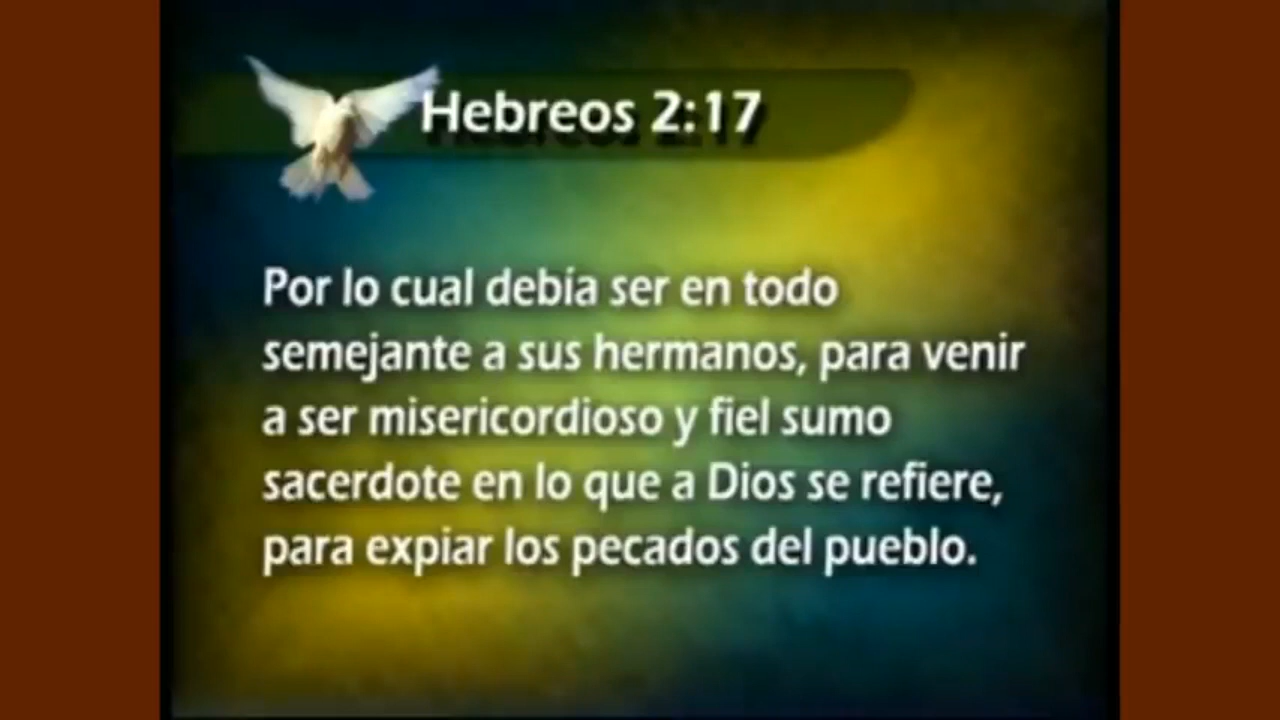 Hebreos 2:17
Por lo cual debía ser en todo
semejante a sus hermanos, para venir
a ser misericordioso y fiel sumo
sacerdote en lo que a Dios se refiere,
para expiar los pecados del pueblo.